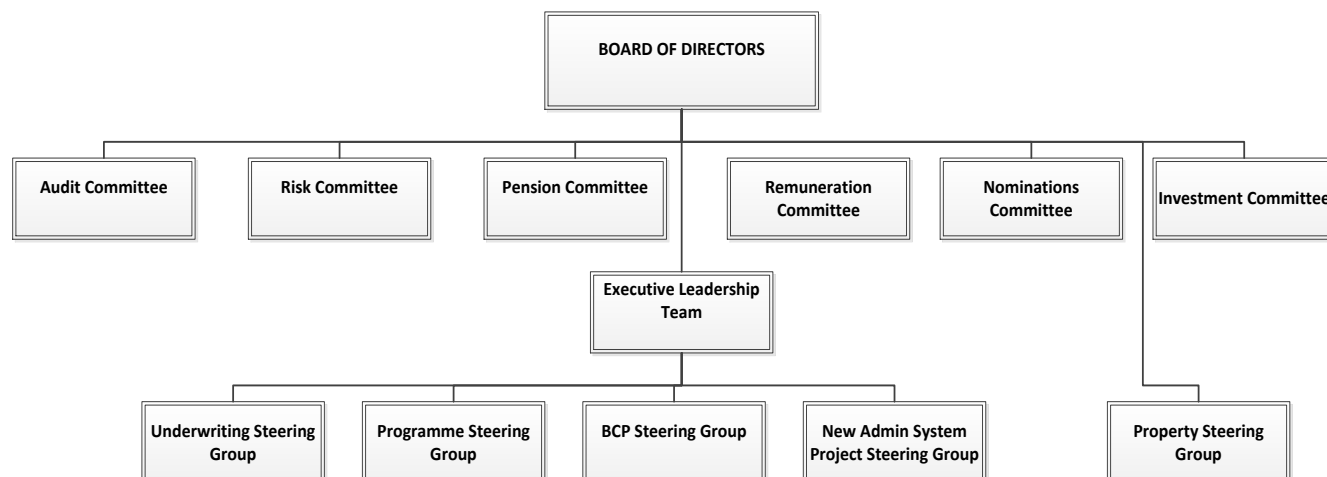 BOARD OF DIRECTORS
Audit Committee
Risk Committee
Pension Committee
Remuneration
Committee
Nominations
Committee
Investment Committee
Executive Leadership
Team
Underwriting Steering
Group
Programme Steering
Group
BCP Steering Group
New Admin System
Project Steering Group
Property Steering
Group